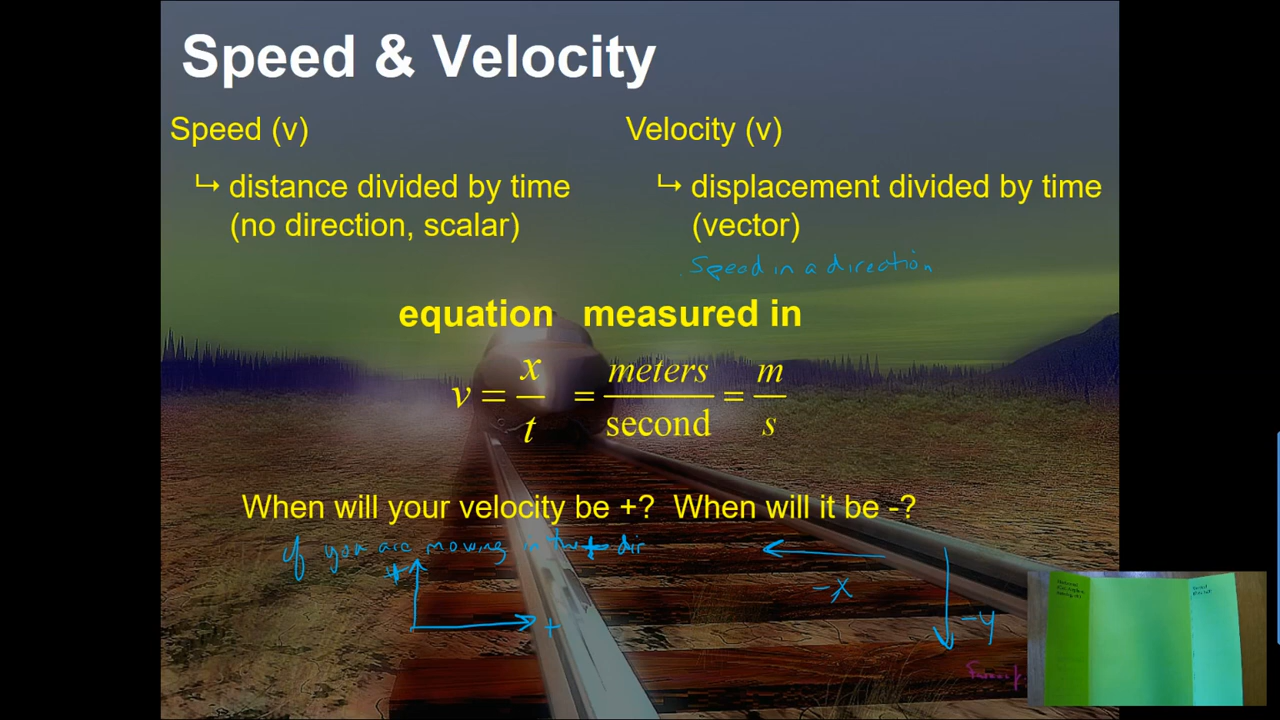 Speed & Velocity
Speed (v)
↳ distance divided by time
(no direction, scalar)
Velocity (v)
↳ displacement divided by time
(vector)
Speed in a direction
equation measured in
v = x/t = meters/second = m/s
When will your velocity be +? When will it be -?
if you are moving in the + dir
+
+
-x
-y